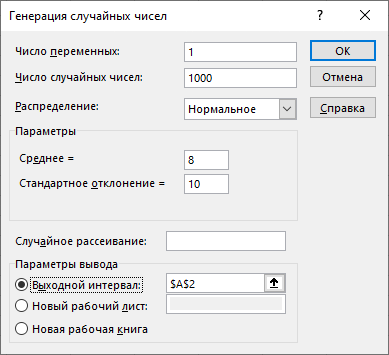 Генерация случайных чисел ? ×
Число переменных: 1 OK
Число случайных чисел: 1000 Отмена
Распределение: Нормальное Справка
Параметры
Среднее = 8
Стандартное отклонение = 10
Случайное рассеивание:
Параметры вывода
Выходной интервал: $A$2
Новый рабочий лист:
Новая рабочая книга